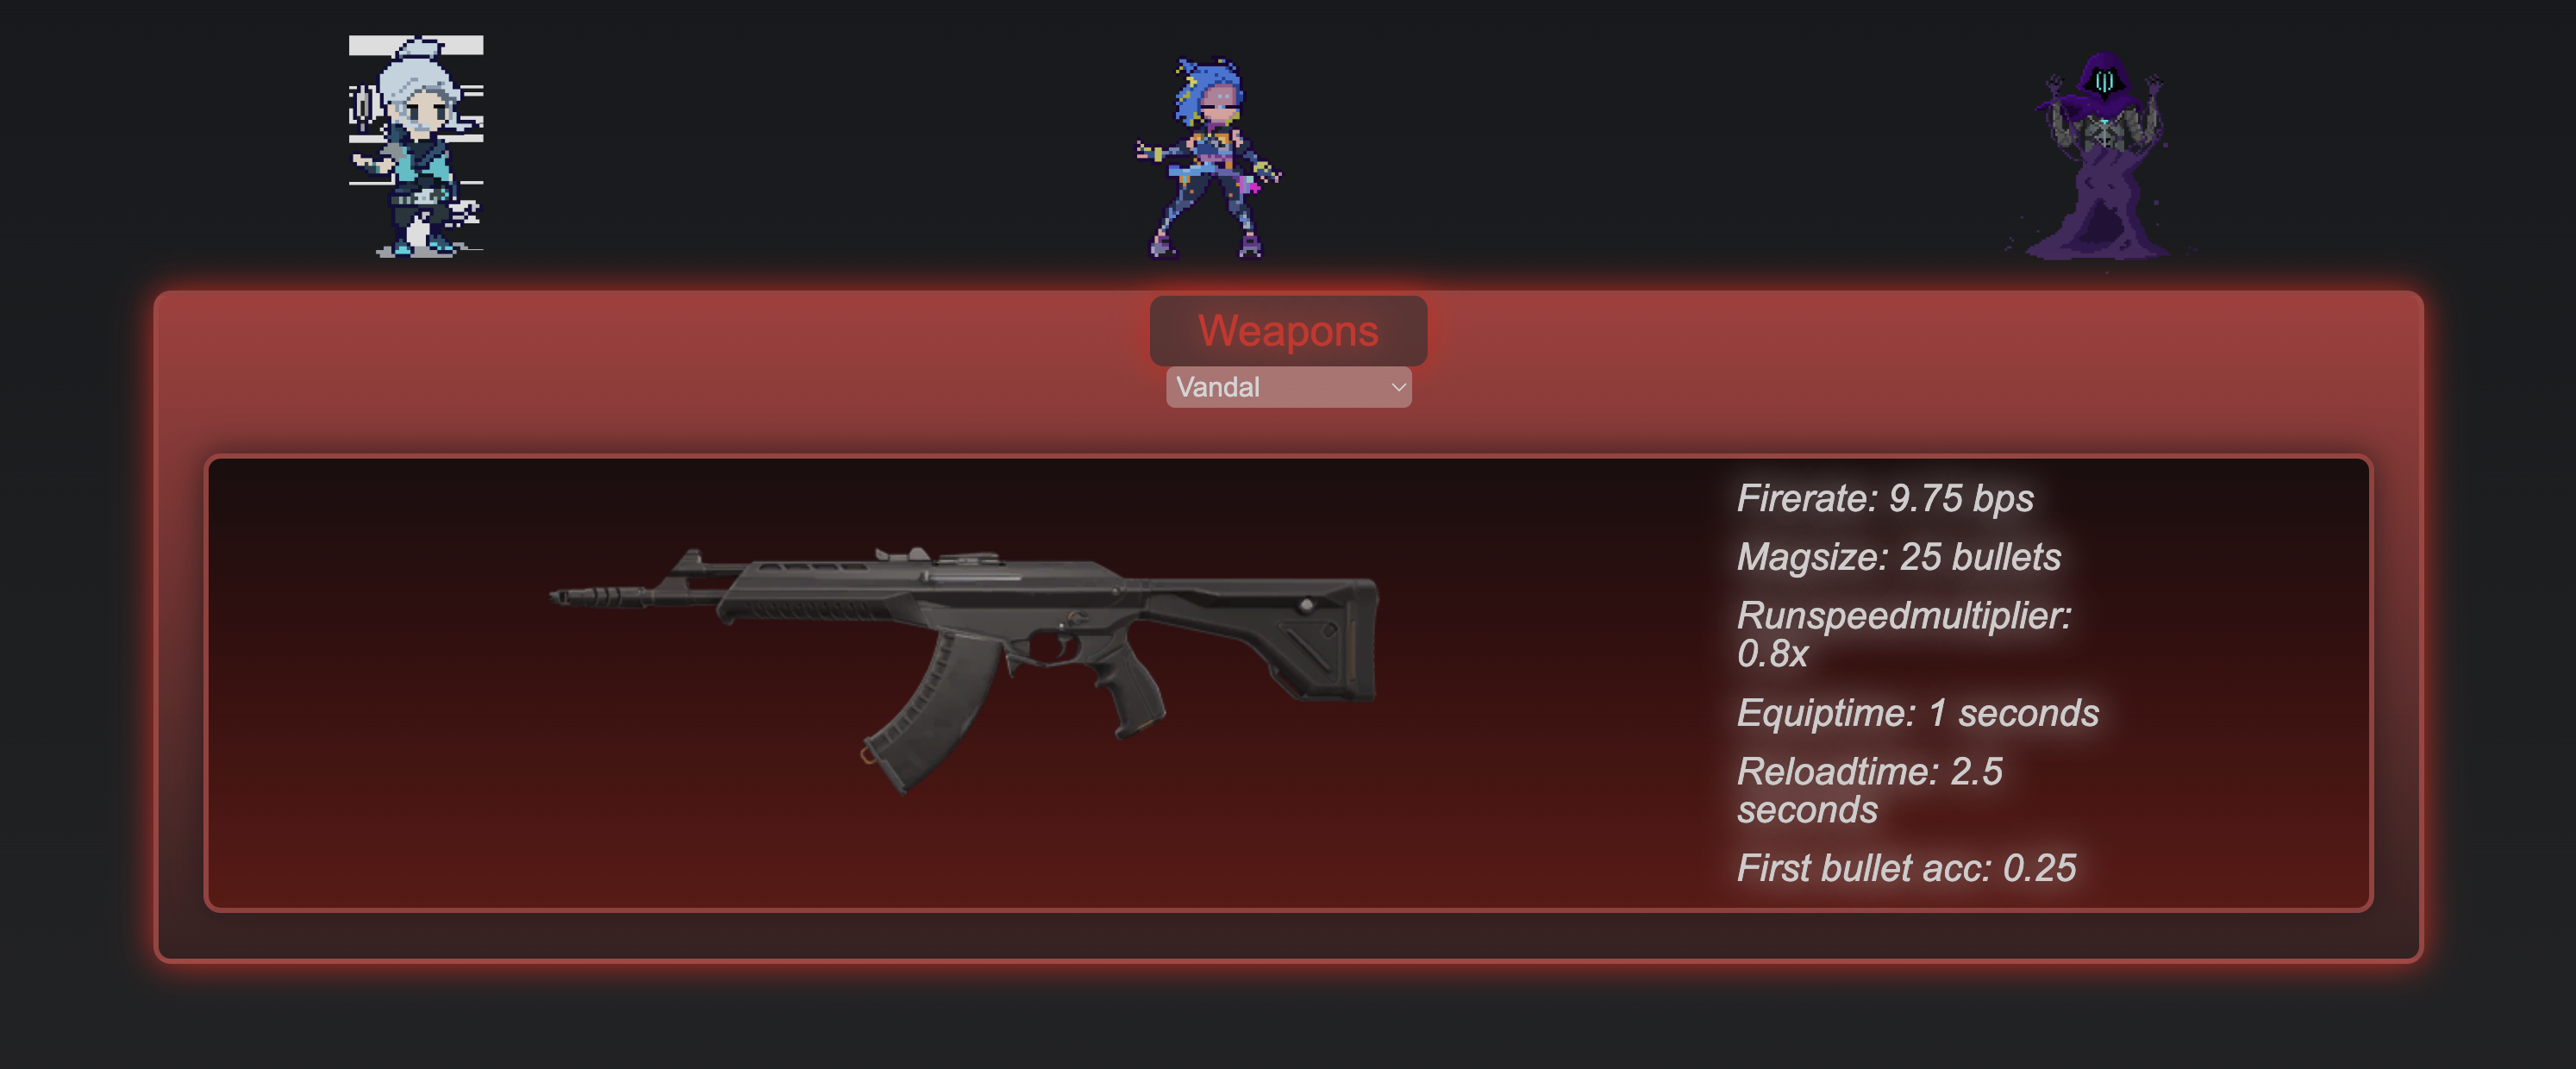 Weapons
Vandal
Firerate: 9.75 bps
Magsize: 25 bullets
Runspeedmultiplier:
0.8x
Equiptime: 1 seconds
Reloadtime: 2.5
seconds
First bullet acc: 0.25